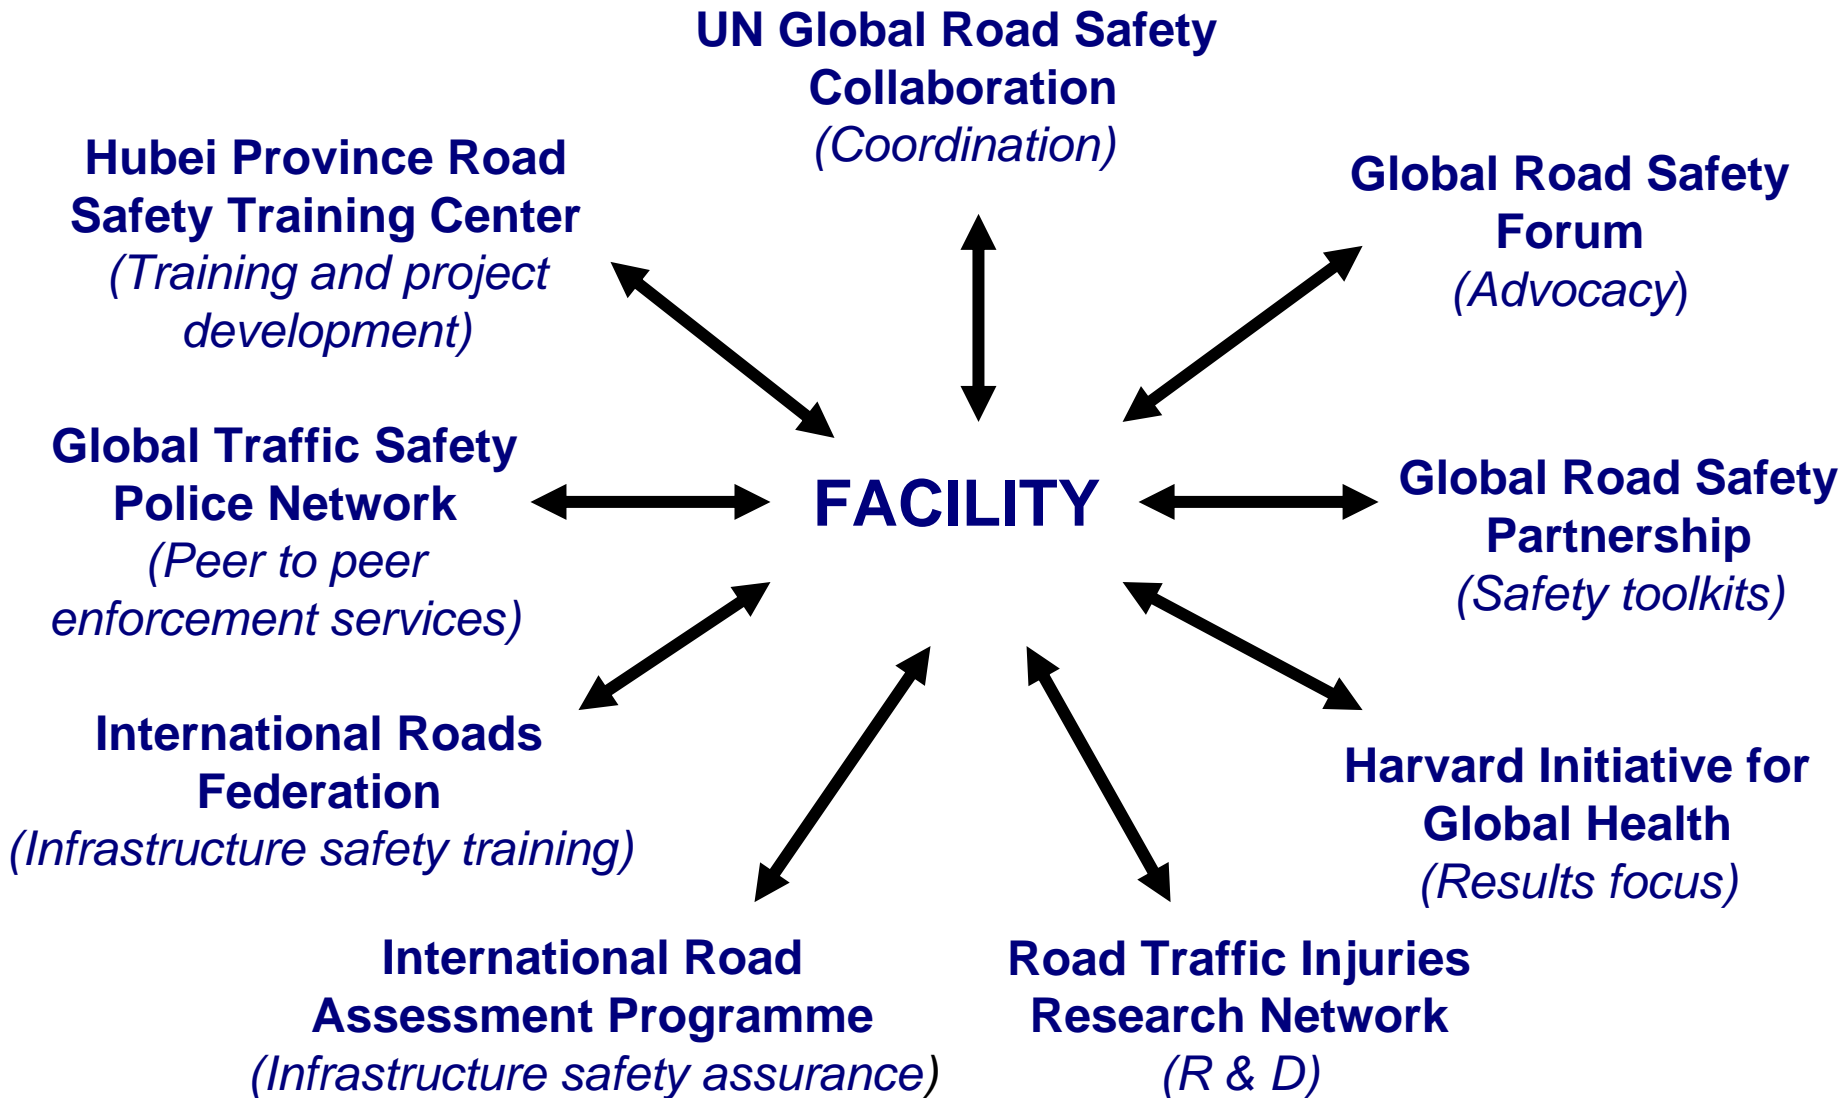 UN Global Road Safety
Collaboration
(Coordination)
Hubei Province Road
Safety Training Center
(Training and project
development)
Global Road Safety
Forum
(Advocacy)
Global Traffic Safety
Police Network
(Peer to peer
enforcement services)
FACILITY
Global Road Safety
Partnership
(Safety toolkits)
International Roads
Federation
(Infrastructure safety training)
Harvard Initiative for
Global Health
(Results focus)
International Road
Assessment Programme
(Infrastructure safety assurance)
Road Traffic Injuries
Research Network
(R & D)